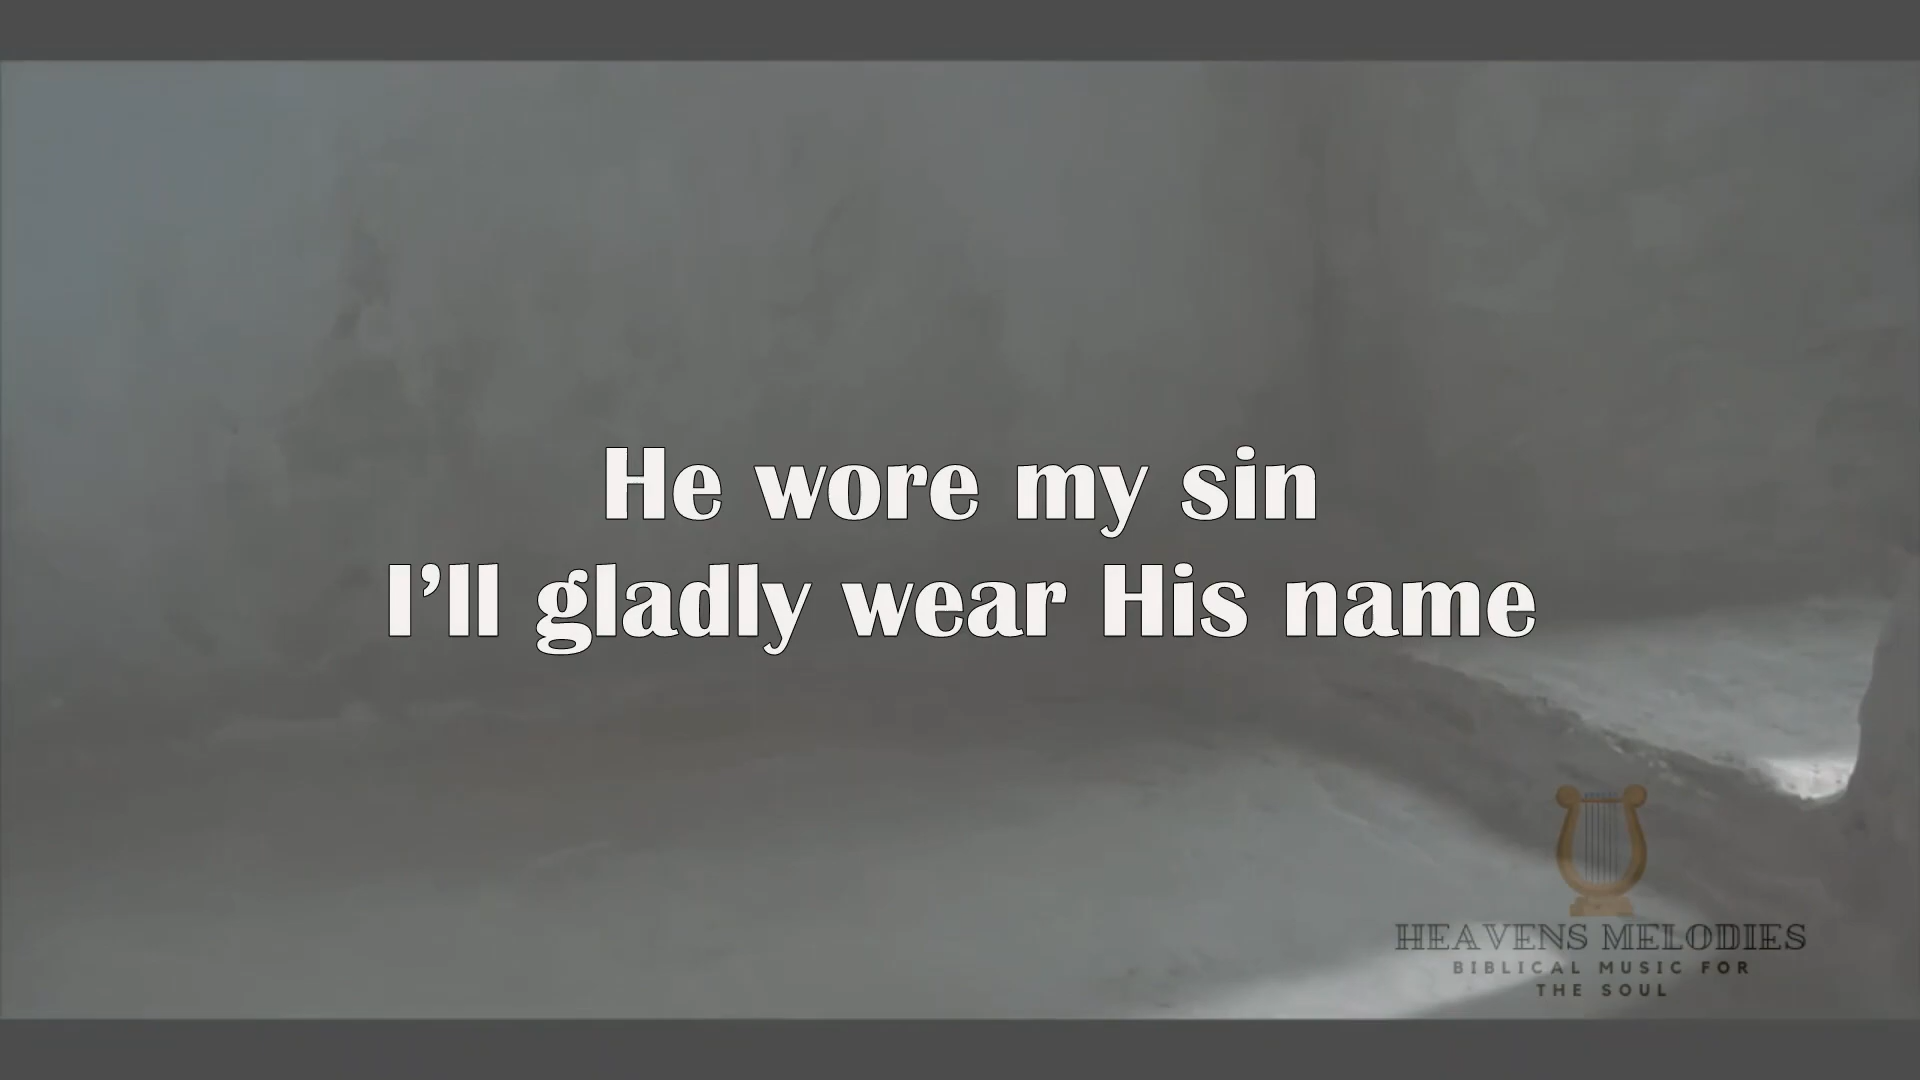 He wore my sin
I’ll gladly wear His name
HEAVENS MELODIES
BIBLICAL MUSIC FOR
THE SOUL